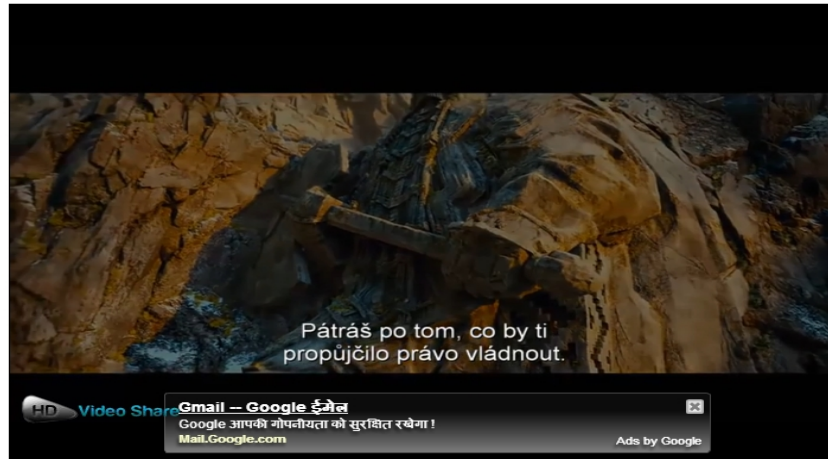 Pátráš po tom, co by ti
propůjčilo právo vládnout.
HD Video Share
Gmail -- Google ईमेल
Google आपकी गोपनीयता को सुरक्षित रखेगा !
Mail.Google.com
Ads by Google